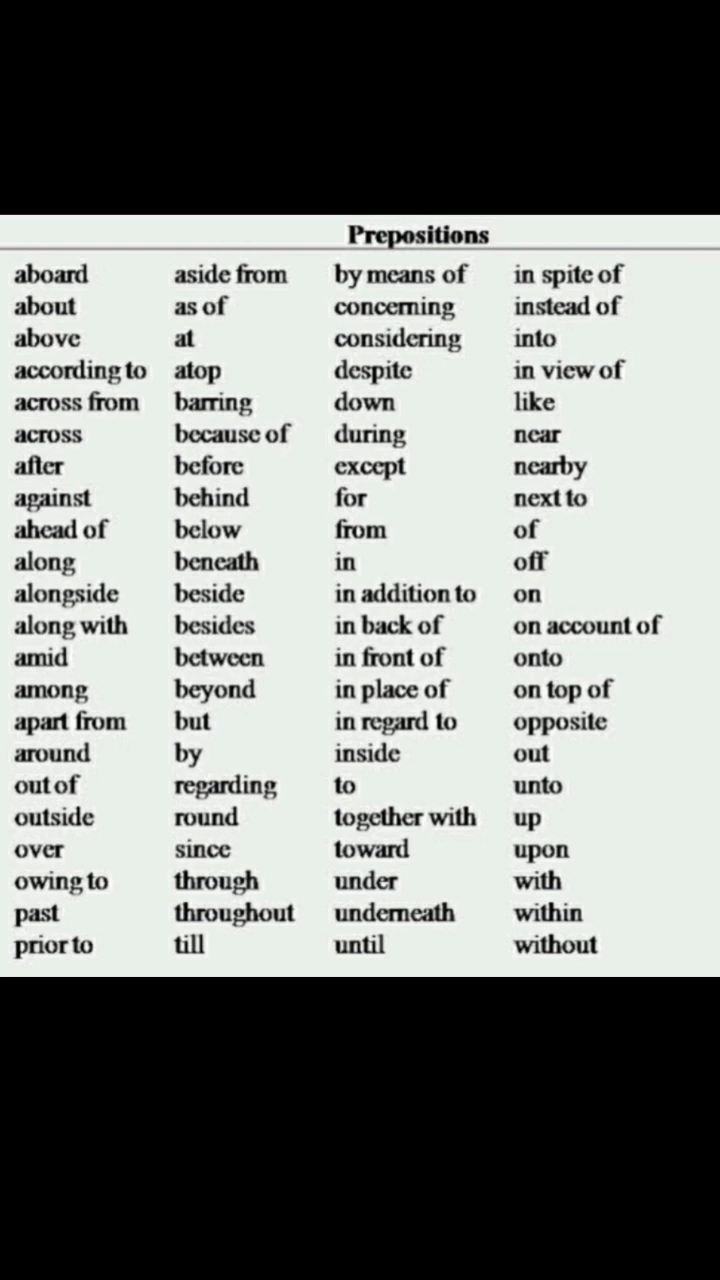 Prepositions
aboard aside from by means of in spite of
about as of concerning instead of
above at considering into
according to atop despite in view of
across from barring down like
across because of during near
after before except nearby
against behind for next to
ahead of below from of
along beneath in off
alongside beside in addition to on
along with besides in back of on account of
amid between in front of onto
among beyond in place of on top of
apart from but in regard to opposite
around by inside out
out of regarding to unto
outside round together with up
over since toward upon
owing to through under with
past throughout underneath within
prior to till until without